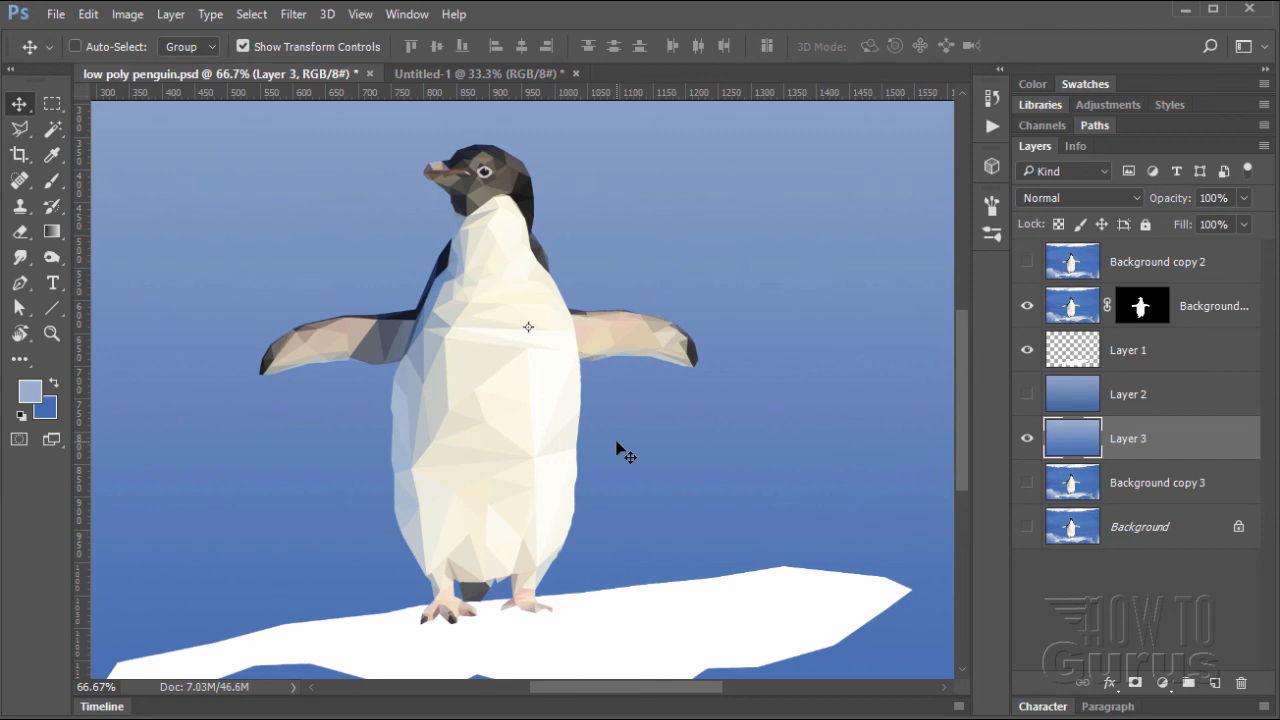 Ps File Edit Image Layer Type Select Filter 3D View Window Help
Auto-Select: Group Show Transform Controls 3D Mode:
low poly penguin.psd @ 66.7% (Layer 3, RGB/8#) * × Untitled-1 @ 33.3% (RGB/8#) * ×
300 350 400 450 500 550 600 650 700 750 800 850 900 950 1000 1050 1100 1150 1200 1250 1300 1350 1400 1450 1500 1550
Color Swatches
Libraries Adjustments Styles
Channels Paths
Layers Info
Kind
Normal Opacity: 100%
Lock: Fill: 100%
Background copy 2
Background...
Layer 1
Layer 2
Layer 3
Background copy 3
Background
HOW TO
Gurus
66.67% Doc: 7.03M/46.6M
Timeline
Character Paragraph